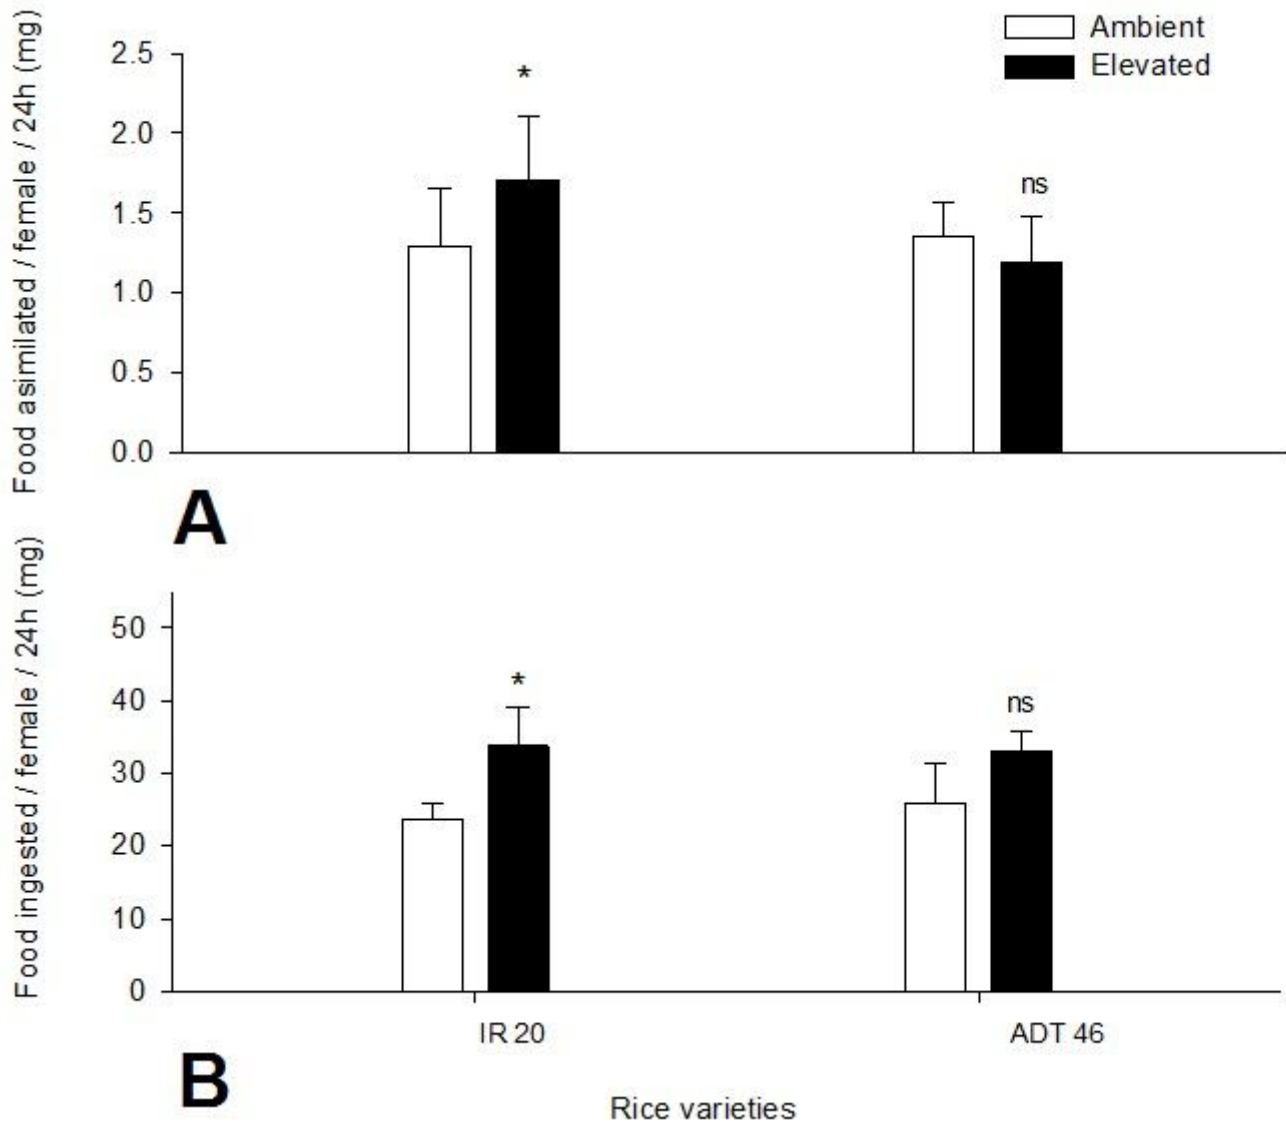 Ambient
Elevated
Food asimilated / female / 24h (mg)
2.5
2.0
1.5
1.0
0.5
0.0
*
ns
A
Food ingested / female / 24h (mg)
50
40
30
20
10
0
*
ns
IR 20
ADT 46
B
Rice varieties